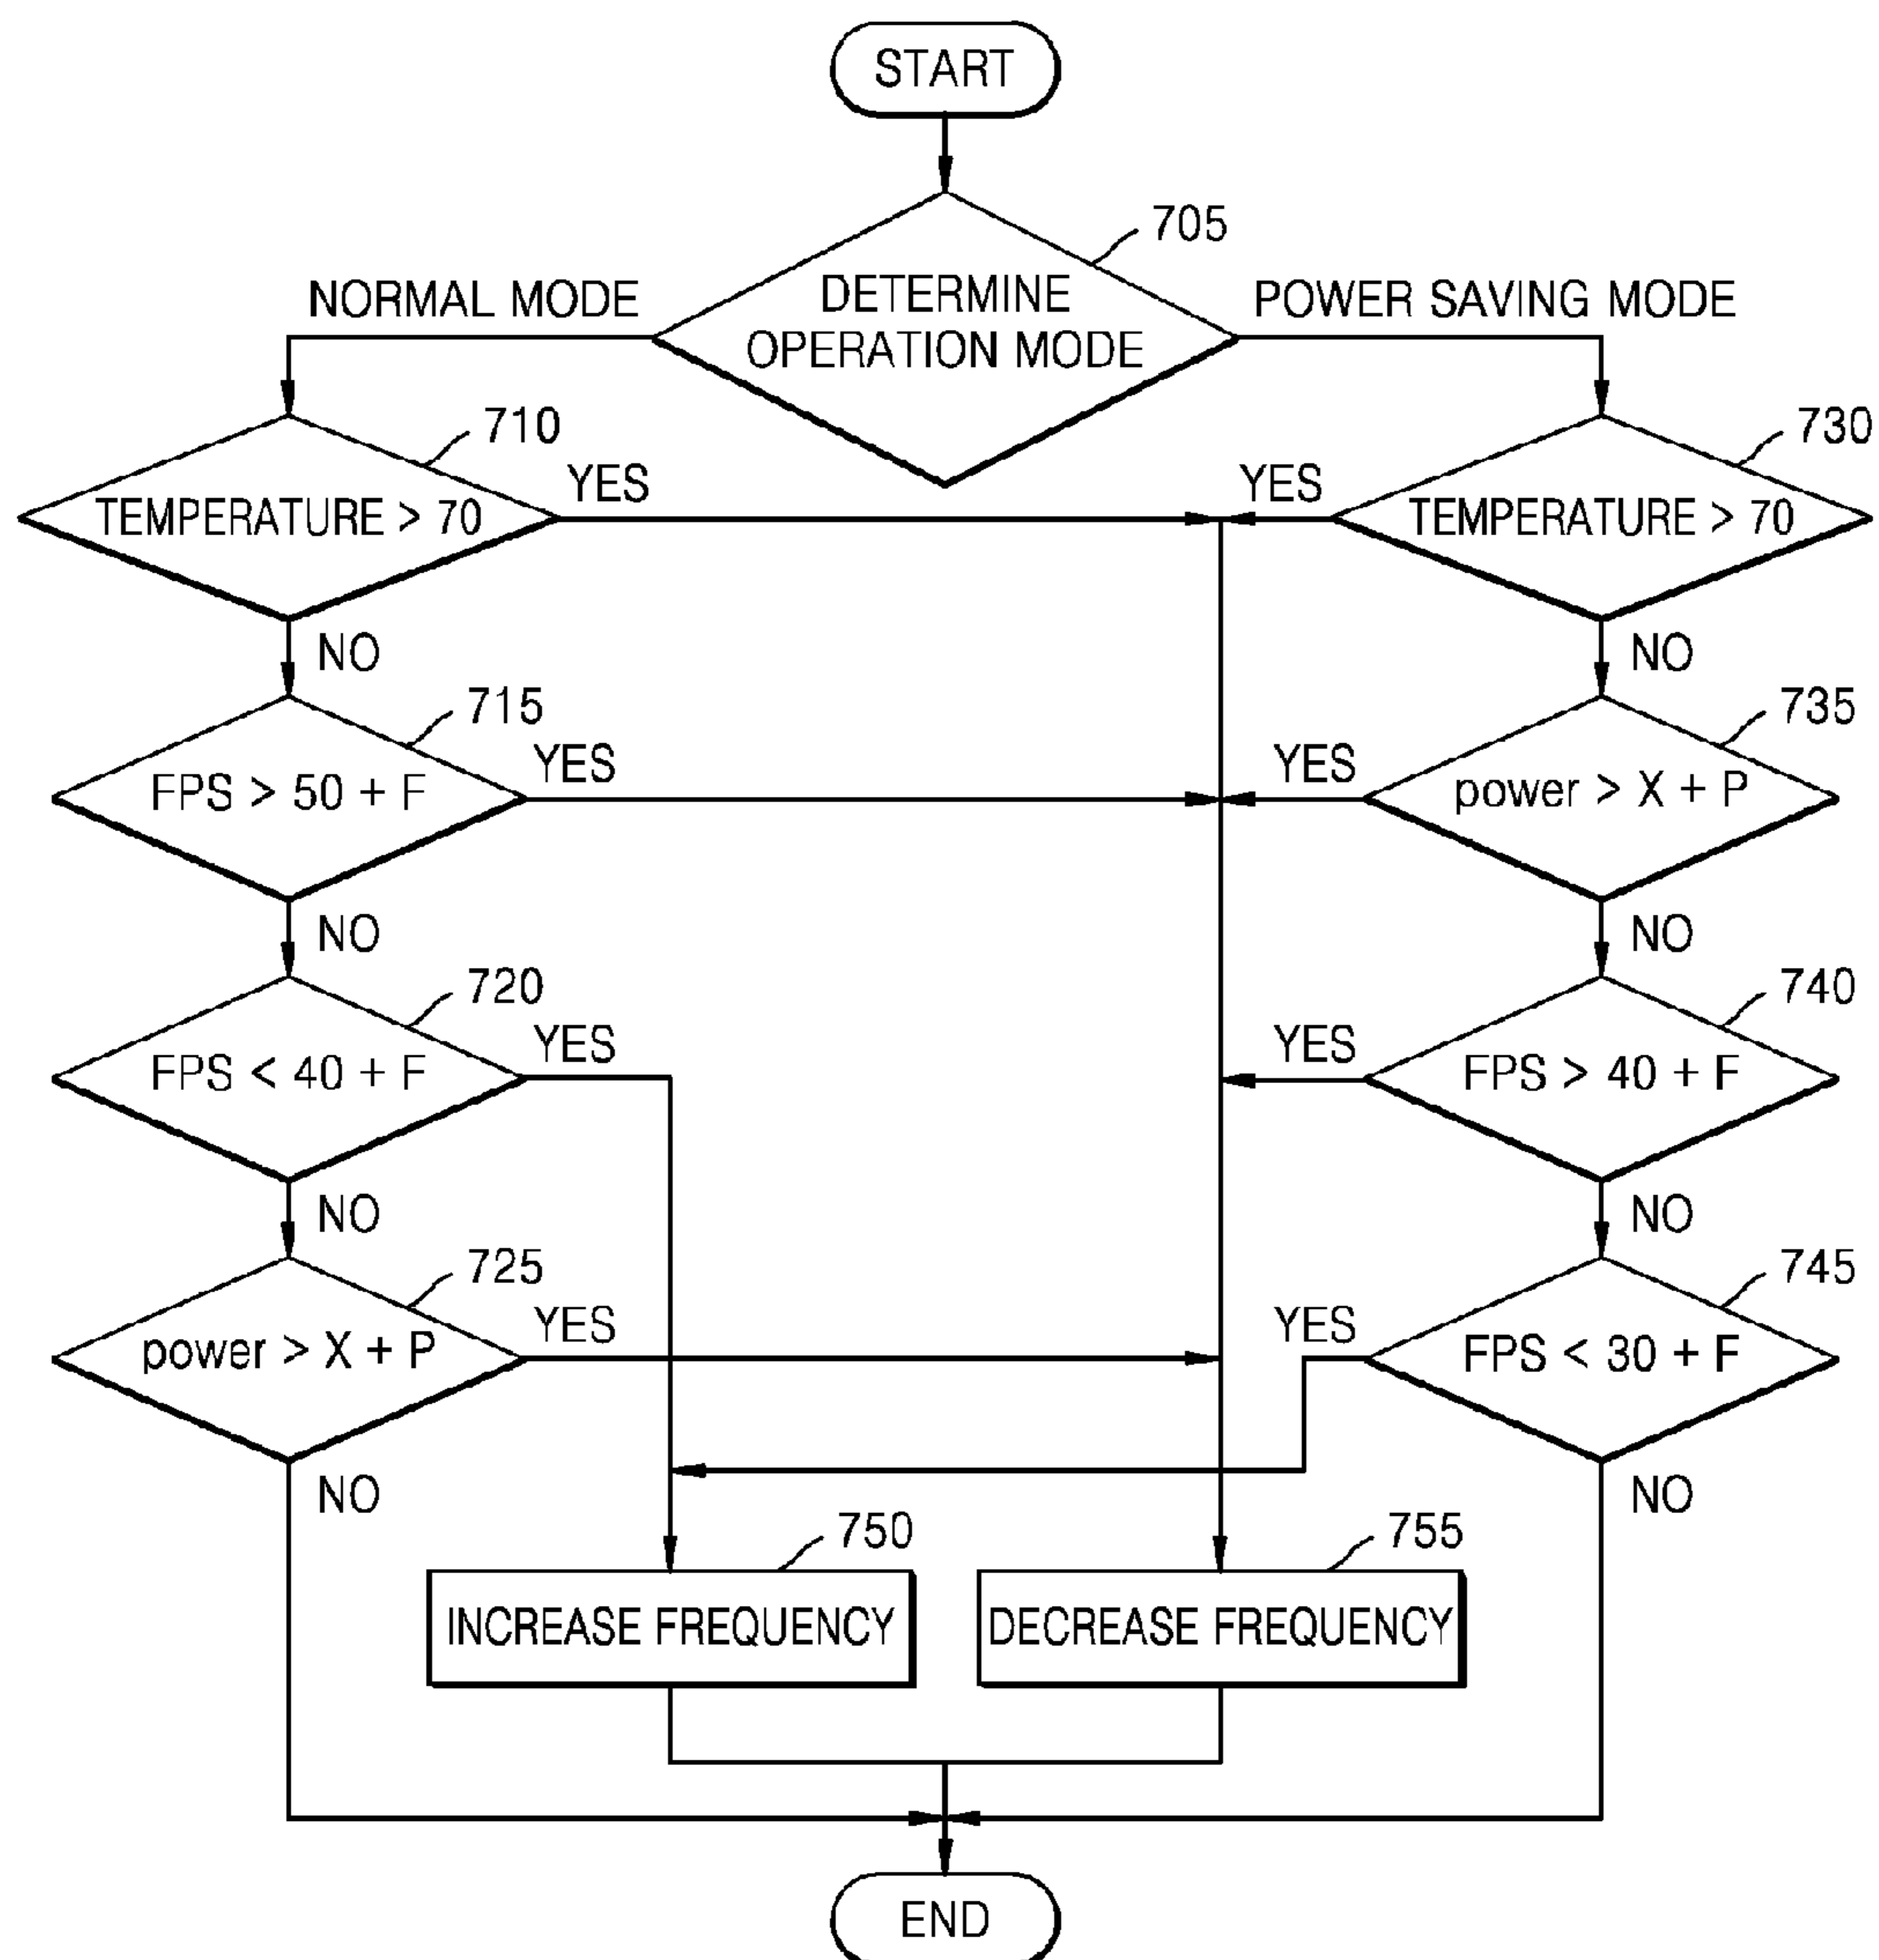 START
705
DETERMINE
OPERATION MODE
NORMAL MODE
POWER SAVING MODE
710
TEMPERATURE > 70
YES
NO
730
TEMPERATURE > 70
YES
NO
715
FPS > 50 + F
YES
NO
735
power > X + P
YES
NO
720
FPS < 40 + F
YES
NO
740
FPS > 40 + F
YES
NO
725
power > X + P
YES
NO
745
FPS < 30 + F
YES
NO
750
INCREASE FREQUENCY
755
DECREASE FREQUENCY
END